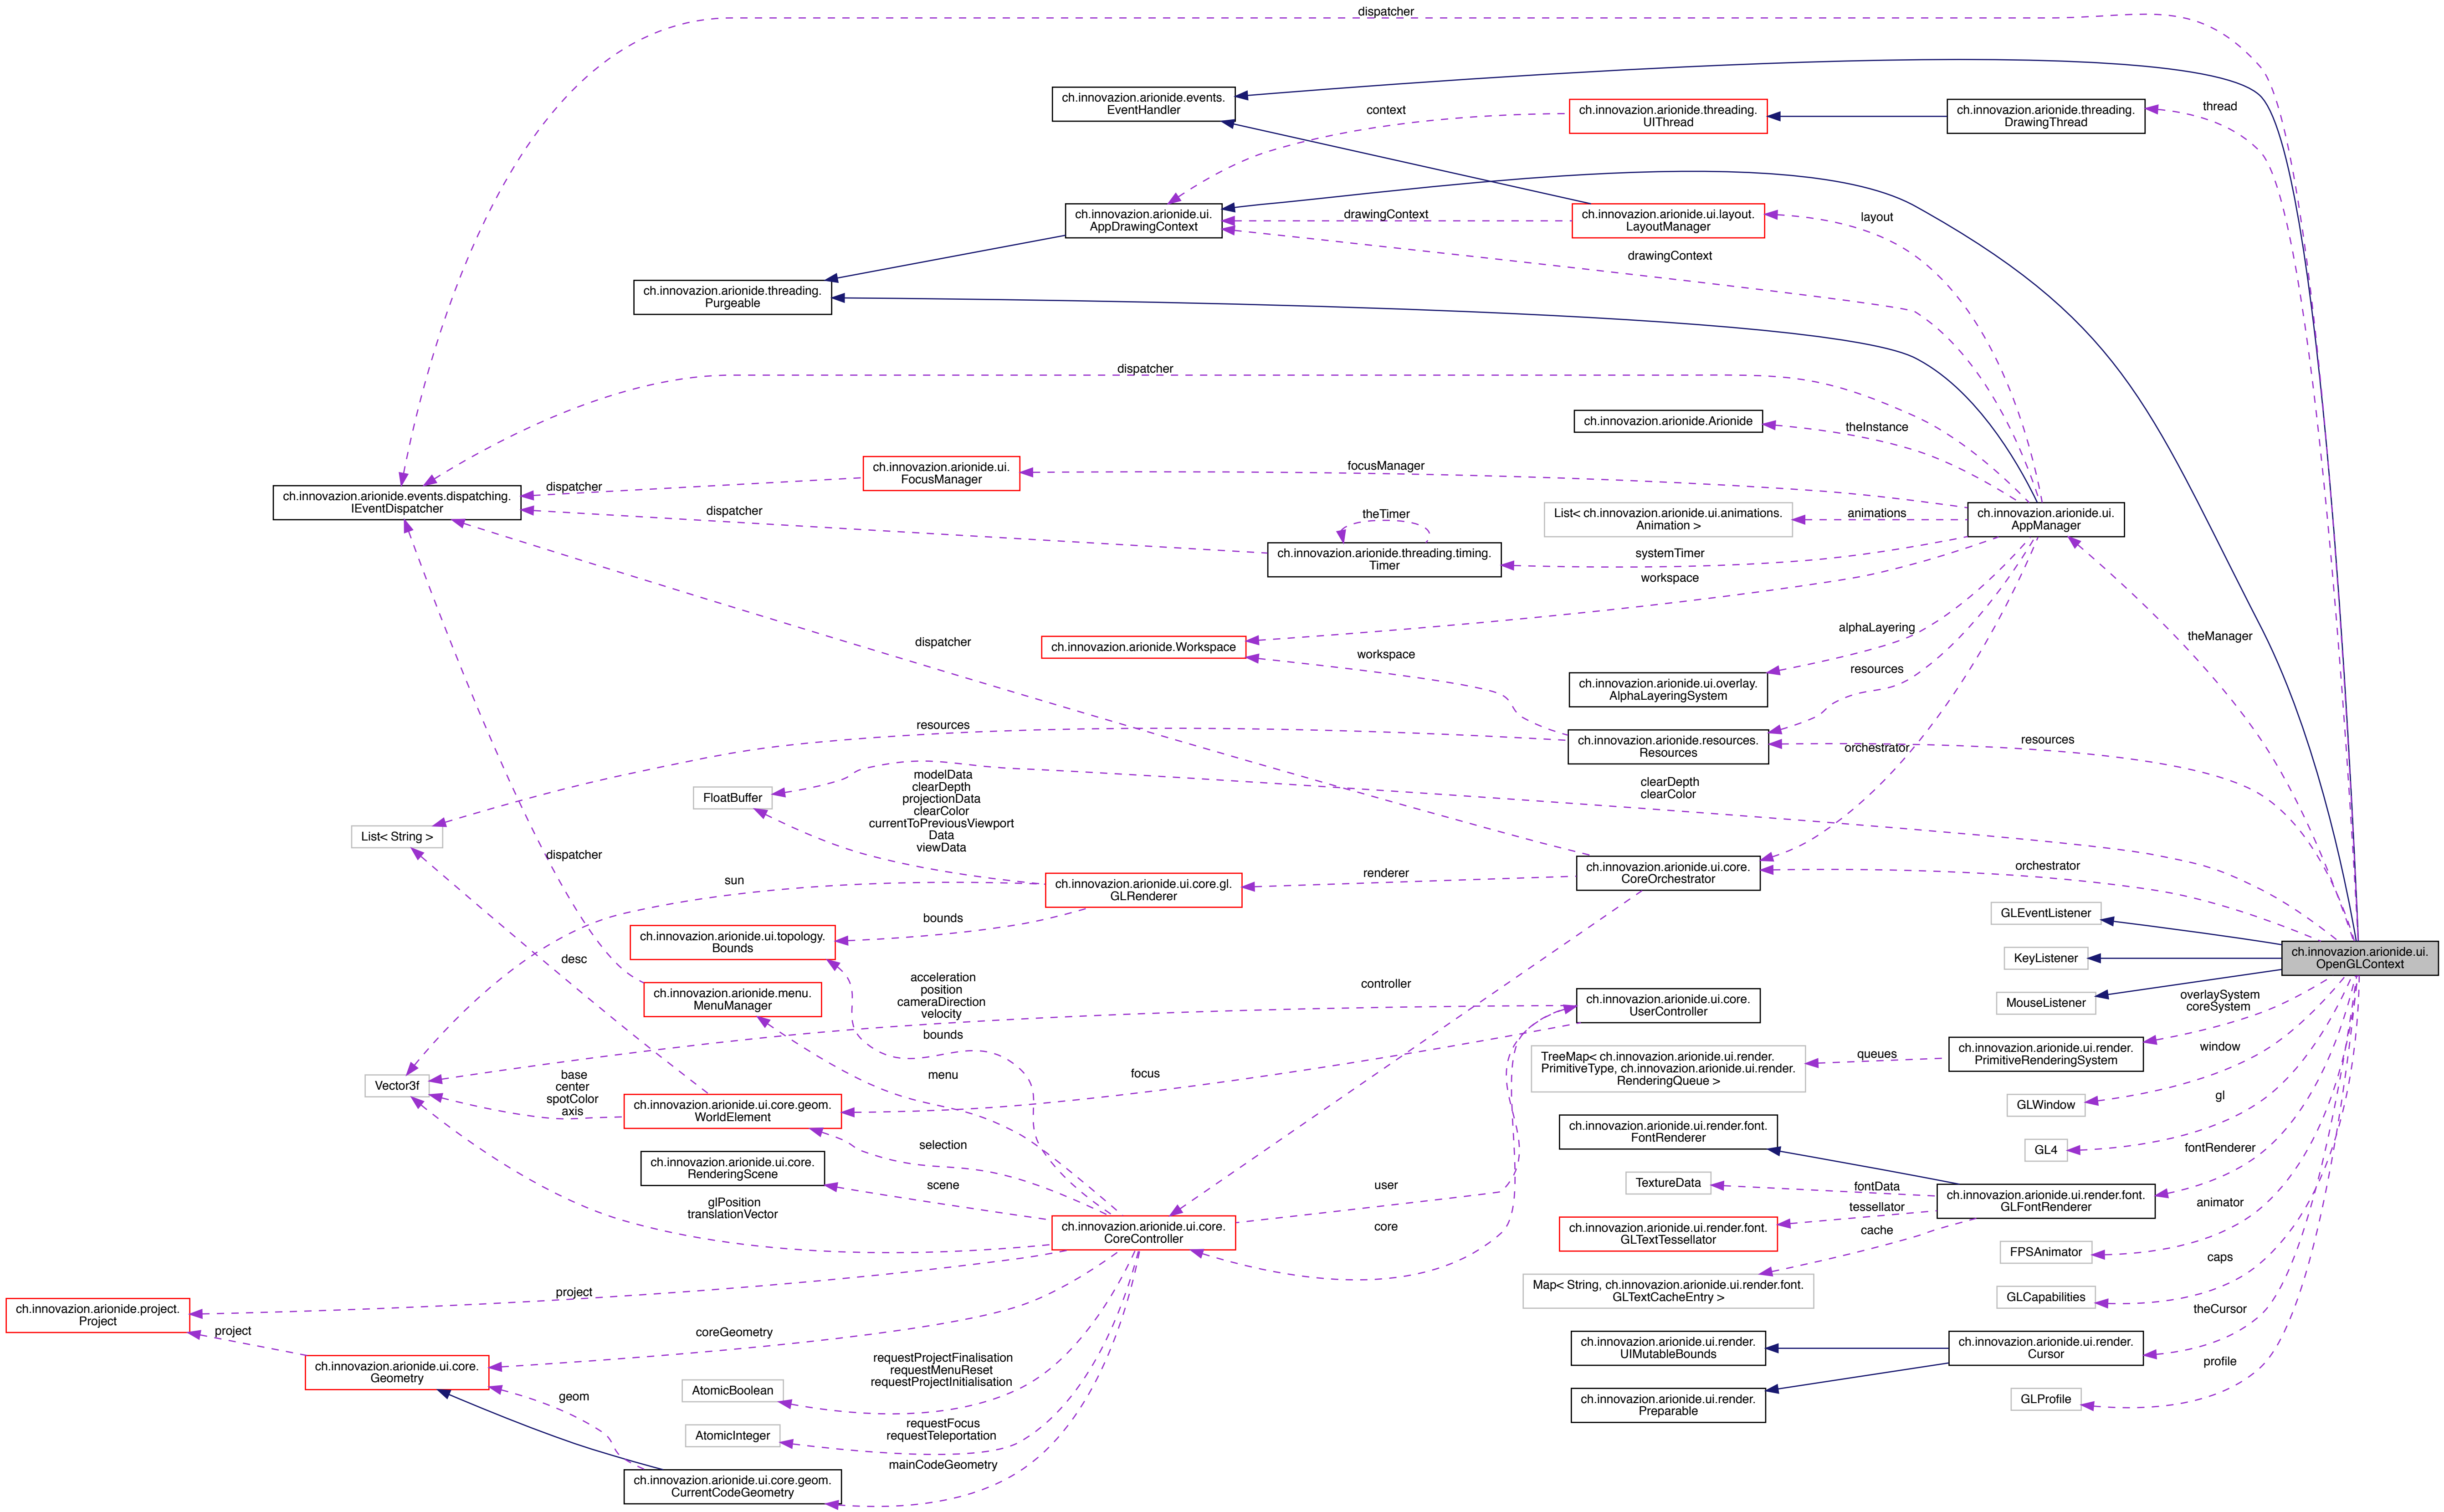 dispatcher
ch.innovazion.arionide.events.
EventHandler
context
ch.innovazion.arionide.threading.
UIThread
ch.innovazion.arionide.threading.
DrawingThread
thread
ch.innovazion.arionide.ui.
AppDrawingContext
drawingContext
ch.innovazion.arionide.ui.layout.
LayoutManager
layout
drawingContext
ch.innovazion.arionide.threading.
Purgeable
dispatcher
ch.innovazion.arionide.Arionide
theInstance
ch.innovazion.arionide.ui.
FocusManager
focusManager
dispatcher
ch.innovazion.arionide.events.dispatching.
IEventDispatcher
dispatcher
theTimer
List< ch.innovazion.arionide.ui.animations.
Animation >
animations
ch.innovazion.arionide.ui.
AppManager
ch.innovazion.arionide.threading.timing.
Timer
systemTimer
workspace
dispatcher
ch.innovazion.arionide.Workspace
workspace
alphaLayering
theManager
ch.innovazion.arionide.ui.overlay.
AlphaLayeringSystem
resources
resources
ch.innovazion.arionide.resources.
Resources
orchestrator
resources
FloatBuffer
modelData
clearDepth
projectionData
clearColor
currentToPreviousViewport
Data
viewData
clearDepth
clearColor
List< String >
dispatcher
sun
ch.innovazion.arionide.ui.core.gl.
GLRenderer
renderer
ch.innovazion.arionide.ui.core.
CoreOrchestrator
orchestrator
bounds
ch.innovazion.arionide.ui.topology.
Bounds
GLEventListener
KeyListener
MouseListener
ch.innovazion.arionide.ui.
OpenGLContext
desc
ch.innovazion.arionide.menu.
MenuManager
acceleration
position
cameraDirection
velocity
controller
ch.innovazion.arionide.ui.core.
UserController
overlaySystem
coreSystem
bounds
menu
focus
TreeMap< ch.innovazion.arionide.ui.render.
PrimitiveType, ch.innovazion.arionide.ui.render.
RenderingQueue >
queues
ch.innovazion.arionide.ui.render.
PrimitiveRenderingSystem
window
Vector3f
base
center
spotColor
axis
ch.innovazion.arionide.ui.core.geom.
WorldElement
GLWindow
gl
ch.innovazion.arionide.ui.render.font.
FontRenderer
GL4
fontRenderer
selection
ch.innovazion.arionide.ui.core.
RenderingScene
scene
user
TextureData
fontData
tessellator
cache
ch.innovazion.arionide.ui.render.font.
GLFontRenderer
animator
glPosition
translationVector
ch.innovazion.arionide.ui.core.
CoreController
core
ch.innovazion.arionide.ui.render.font.
GLTextTessellator
FPSAnimator
caps
Map< String, ch.innovazion.arionide.ui.render.font.
GLTextCacheEntry >
GLCapabilities
theCursor
ch.innovazion.arionide.project.
Project
project
project
coreGeometry
ch.innovazion.arionide.ui.render.
UIMutableBounds
ch.innovazion.arionide.ui.render.
Cursor
profile
ch.innovazion.arionide.ui.core.
Geometry
geom
requestProjectFinalisation
requestMenuReset
requestProjectInitialisation
AtomicBoolean
ch.innovazion.arionide.ui.render.
Preparable
GLProfile
AtomicInteger
requestFocus
requestTeleportation
mainCodeGeometry
ch.innovazion.arionide.ui.core.geom.
CurrentCodeGeometry